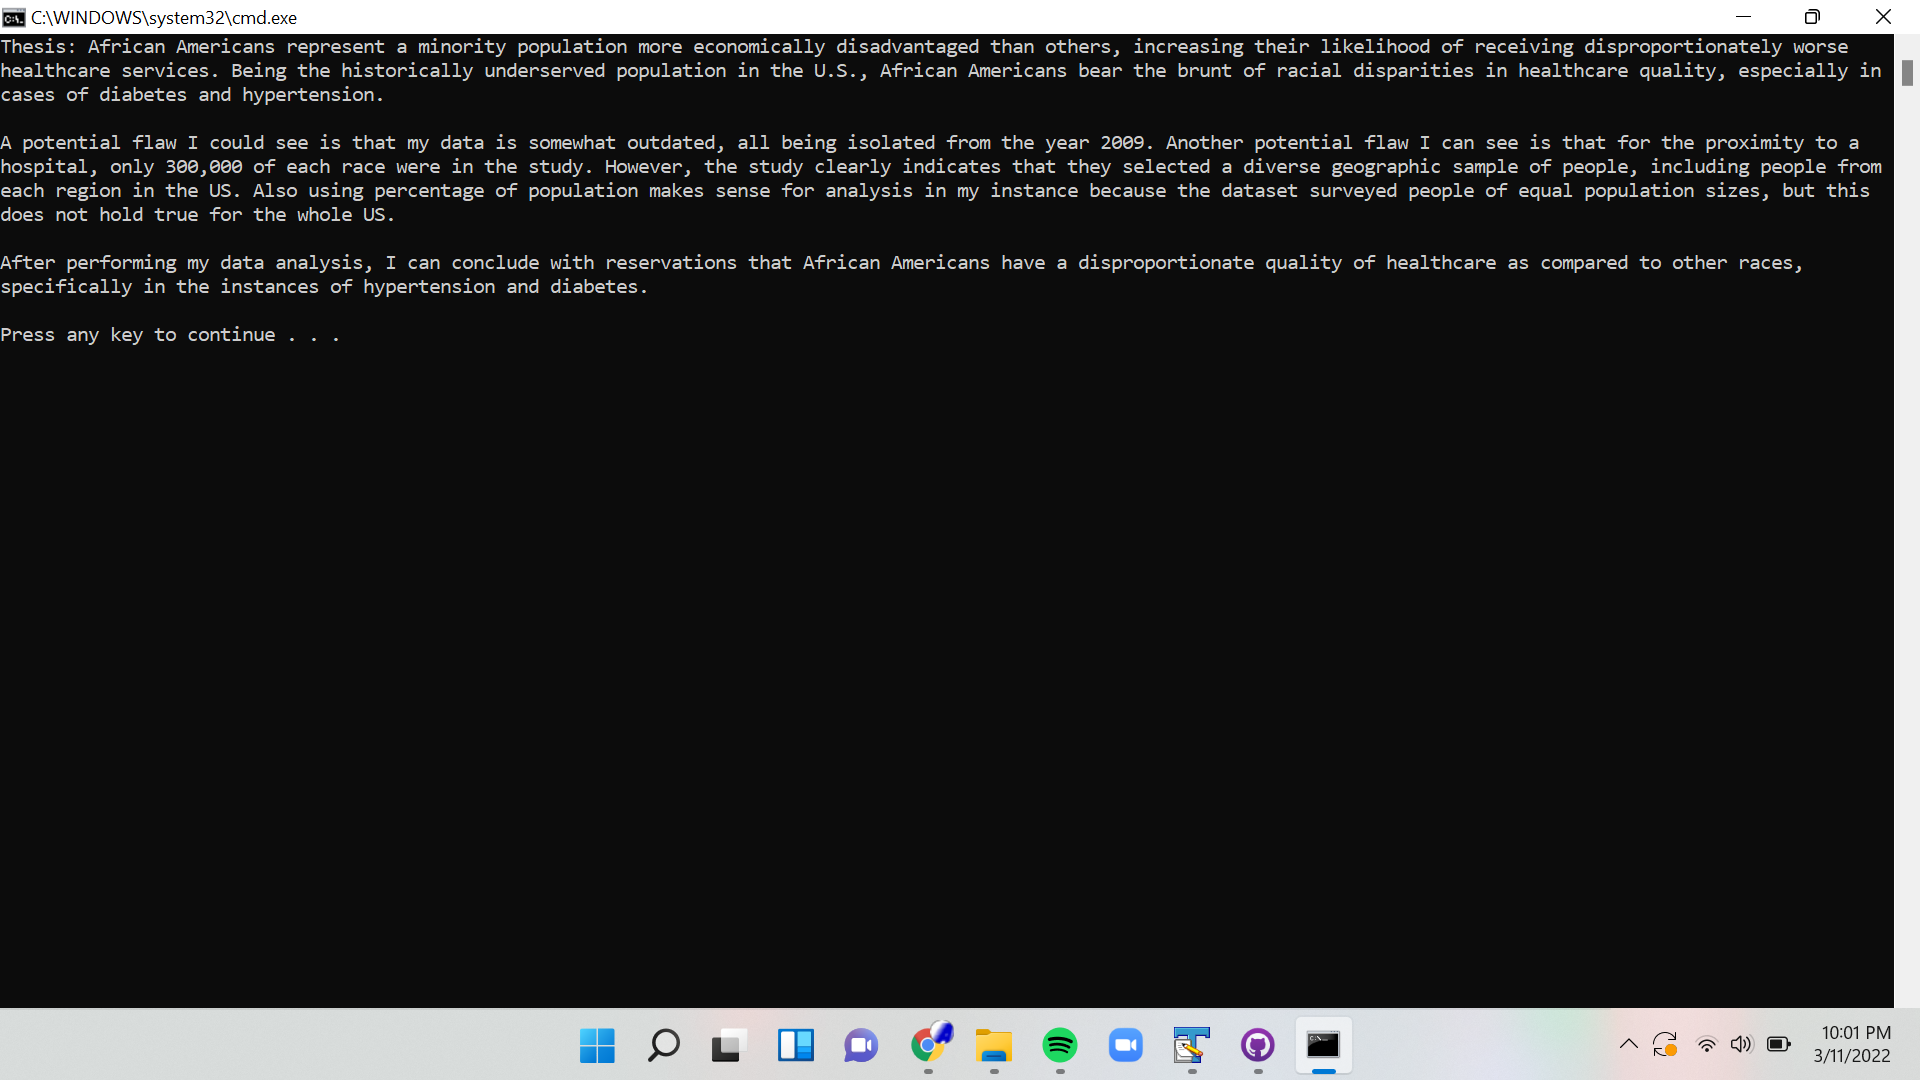 C:\WINDOWS\system32\cmd.exe
Thesis: African Americans represent a minority population more economically disadvantaged than others, increasing their likelihood of receiving disproportionately worse
healthcare services. Being the historically underserved population in the U.S., African Americans bear the brunt of racial disparities in healthcare quality, especially in
cases of diabetes and hypertension.
A potential flaw I could see is that my data is somewhat outdated, all being isolated from the year 2009. Another potential flaw I can see is that for the proximity to a
hospital, only 300,000 of each race were in the study. However, the study clearly indicates that they selected a diverse geographic sample of people, including people from
each region in the US. Also using percentage of population makes sense for analysis in my instance because the dataset surveyed people of equal population sizes, but this
does not hold true for the whole US.
After performing my data analysis, I can conclude with reservations that African Americans have a disproportionate quality of healthcare as compared to other races,
specifically in the instances of hypertension and diabetes.
Press any key to continue . . .
10:01 PM
3/11/2022